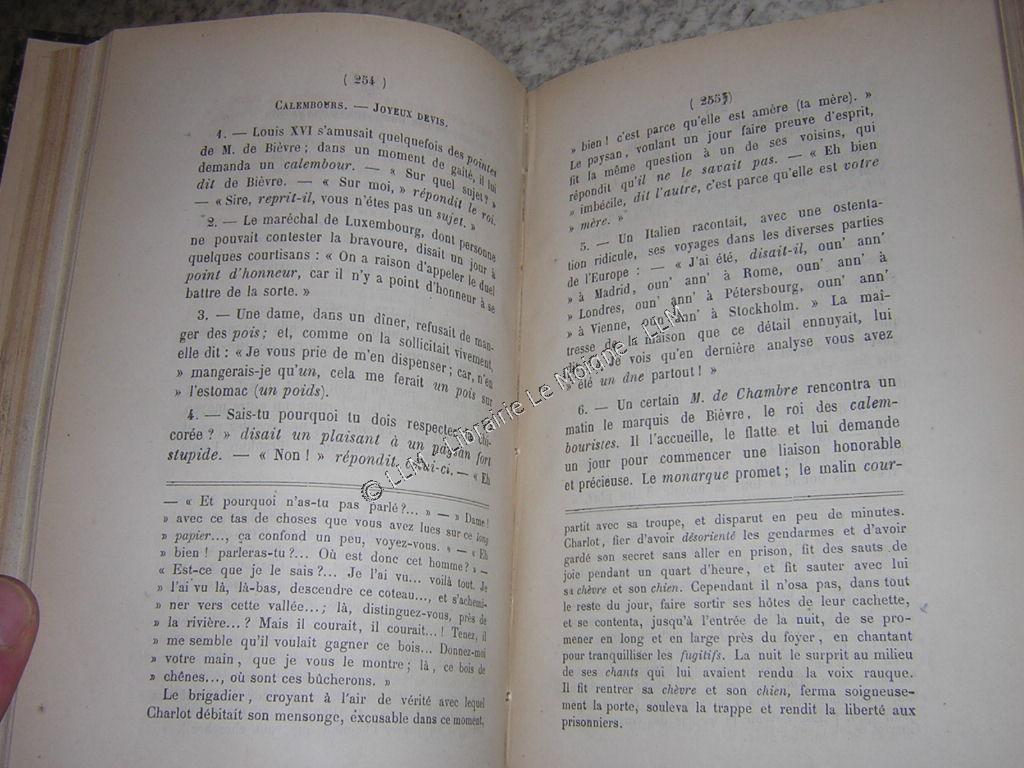 ( 254 )
CALEMBOURS. — JOYEUX DEVIS.
1. — Louis XVI s'amusait quelquefois des pointes
de M. de Bièvre; dans un moment de gaîté, il lui
demanda un calembour. — « Sur quel sujet? »
dit de Bièvre. — « Sur moi, » répondit le roi.
— « Sire, reprit-il, vous n'êtes pas un sujet. »
2. — Le maréchal de Luxembourg, dont personne
ne pouvait contester la bravoure, disait un jour à
quelques courtisans : « On a raison d'appeler le duel
point d'honneur, car il n'y a point d'honneur à se
battre de la sorte. »
3. — Une dame, dans un dîner, refusait de man-
ger des pois; et, comme on la sollicitait vivement,
elle dit : « Je vous prie de m'en dispenser; car, n'en
» mangerais-je qu'un, cela me ferait un pois sur
» l'estomac (un poids).
4. — Sais-tu pourquoi tu dois respecter la chi-
corée? » disait un plaisant à un paysan fort
stupide. — « Non! » répondit celui-ci. — « Eh
— « Et pourquoi n'as-tu pas parlé?... » — » Dame!
» avec ce tas de choses que vous avez lues sur ce long
» papier..., ça confond un peu, voyez-vous. » — « Eh
» bien! parleras-tu?... Où est donc cet homme? » —
« Est-ce que je le sais?... Je l'ai vu... voilà tout. Je
» l'ai vu là, là-bas, descendre ce coteau..., et s'achemi-
» ner vers cette vallée...; là, distinguez-vous, près de
» la rivière...? Mais il courait, il courait...! Tenez, il
» me semble qu'il voulait gagner ce bois... Donnez-moi
» votre main, que je vous le montre; là, ce bois de
» chênes..., où sont ces bûcherons. »
Le brigadier, croyant à l'air de vérité avec lequel
Charlot débitait son mensonge, excusable dans ce moment,
( 255 )
» bien! c'est parce qu'elle est amère (ta mère). »
Le paysan, voulant un jour faire preuve d'esprit,
fit la même question à un de ses voisins, qui
répondit qu'il ne le savait pas. — « Eh bien
» imbécile, dit l'autre, c'est parce qu'elle est votre
» mère. »
5. — Un Italien racontait, avec une ostenta-
tion ridicule, ses voyages dans les diverses parties
de l'Europe : — « J'ai été, disait-il, oun' ann'
» à Madrid, oun' ann' à Rome, oun' ann' à
» Londres, oun' ann' à Pétersbourg, oun' ann'
» à Vienne, oun' ann' à Stockholm. » La maî-
tresse de la maison que ce détail ennuyait, lui
Je vois qu'en dernière analyse vous avez
» été un âne partout! »
6. — Un certain M. de Chambre rencontra un
matin le marquis de Bièvre, le roi des calem-
bouristes. Il l'accueille, le flatte et lui demande
un jour pour commencer une liaison honorable
et précieuse. Le monarque promet; le malin cour-
partit avec sa troupe, et disparut en peu de minutes.
Charlot, fier d'avoir désorienté les gendarmes et d'avoir
gardé son secret sans aller en prison, fit des sauts de
joie pendant un quart d'heure, et fit sauter avec lui
sa chèvre et son chien. Cependant il n'osa pas, dans tout
le reste du jour, faire sortir ses hôtes de leur cachette,
et se contenta, jusqu'à l'entrée de la nuit, de se pro-
mener en long et en large près du foyer, en chantant
pour tranquilliser les fugitifs. La nuit le surprit au milieu
de ses chants qui lui avaient rendu la voix rauque.
Il fit rentrer sa chèvre et son chien, ferma soigneuse-
ment la porte, souleva la trappe et rendit la liberté aux
prisonniers.
© LLM - Librairie Le Moigne - LLM